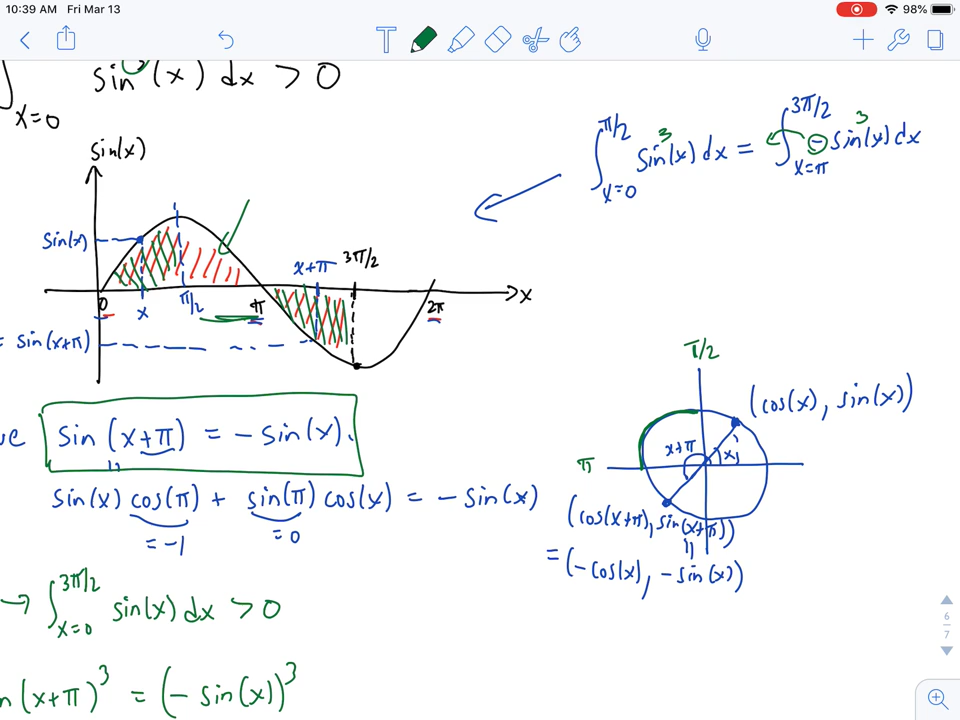 10:39 AM Fri Mar 13
98%
T
sin³(x) dx > 0
x=0
sin(x)
sin(x)
0
x
π/2
π
x+π
3π/2
2π
x
= sin(x+π)
∫_{x=0}^{π/2} sin³(x) dx = ∫_{x=π}^{3π/2} -sin³(x) dx
π/2
(cos(x), sin(x))
x+π
x
π
(cos(x+π), sin(x+π))
= (-cos(x), -sin(x))
sin (x+π) = - sin(x).
sin(x) cos(π) + sin(π) cos(x) = - sin(x)
= -1
= 0
→ ∫_{x=0}^{3π/2} sin(x) dx > 0
(x+π)³ = (- sin(x))³
6
7